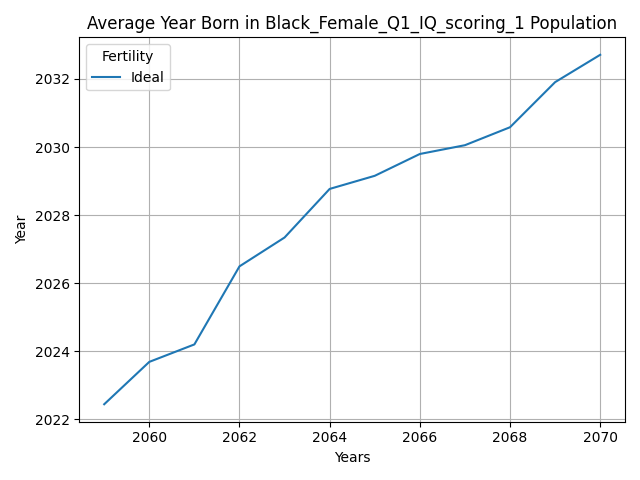 Average Year Born in Black_Female_Q1_IQ_scoring_1 Population
Fertility
Ideal
2032
2030
2028
2026
2024
2022
Year
2060 2062 2064 2066 2068 2070
Years